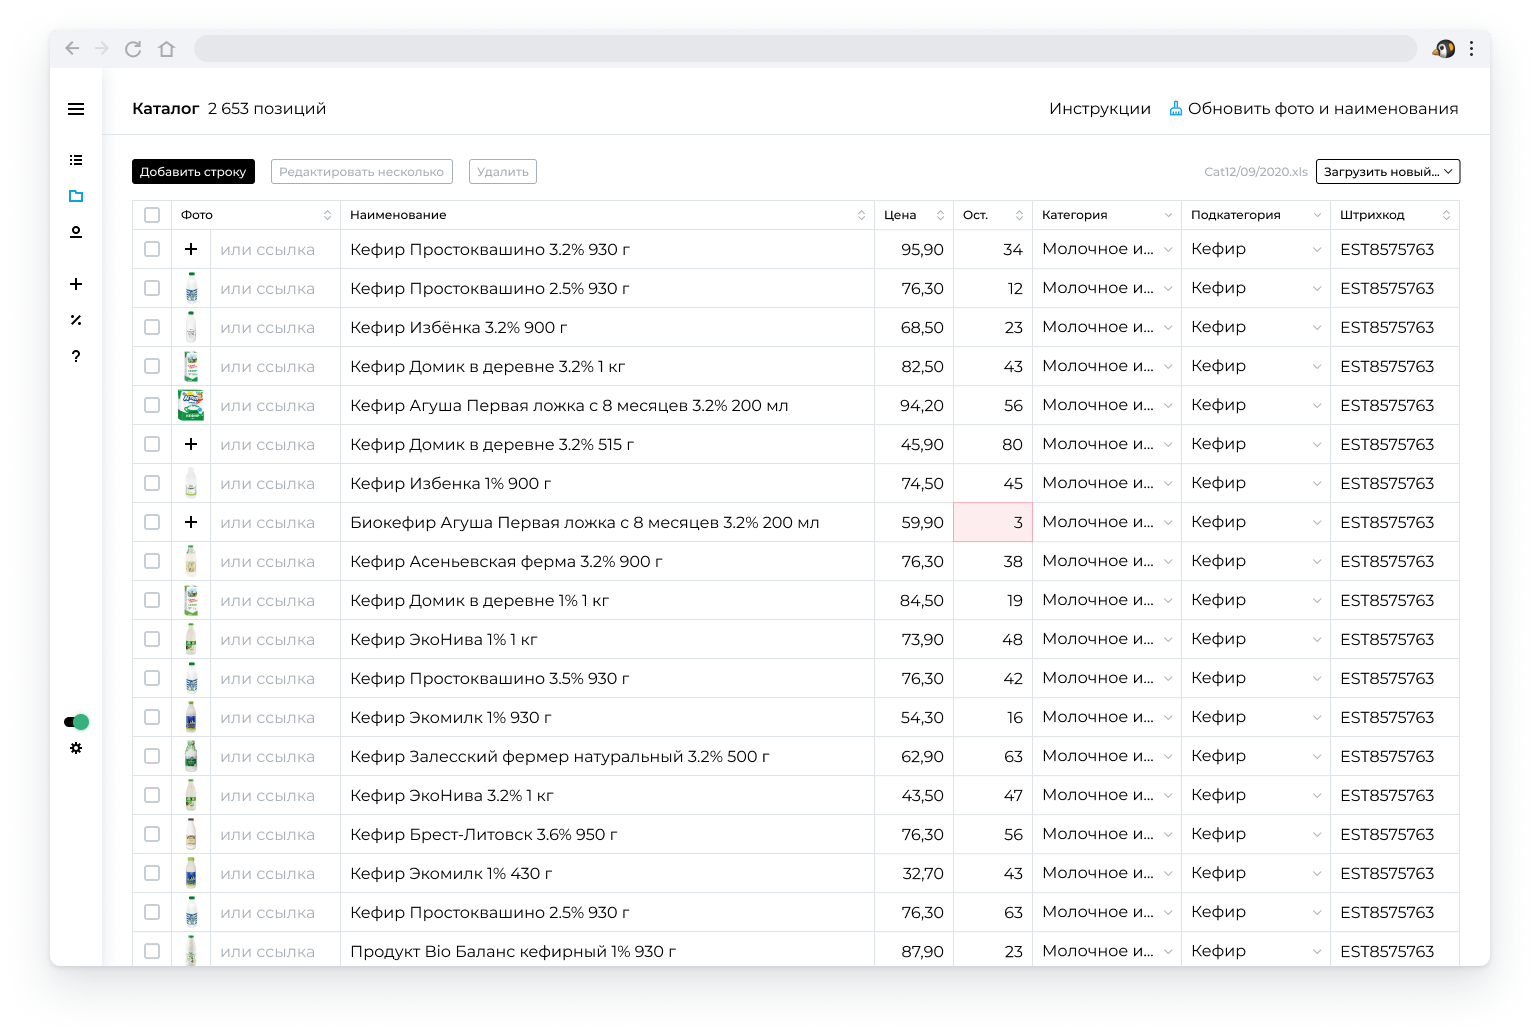 Каталог 2 653 позиций Инструкции Обновить фото и наименования
Добавить строку Редактировать несколько Удалить Cat12/09/2020.xls Загрузить новый...
Фото Наименование Цена Ост. Категория Подкатегория Штрихкод
+ или ссылка Кефир Простоквашино 3.2% 930 г 95,90 34 Молочное и... Кефир EST8575763
или ссылка Кефир Простоквашино 2.5% 930 г 76,30 12 Молочное и... Кефир EST8575763
или ссылка Кефир Избёнка 3.2% 900 г 68,50 23 Молочное и... Кефир EST8575763
или ссылка Кефир Домик в деревне 3.2% 1 кг 82,50 43 Молочное и... Кефир EST8575763
или ссылка Кефир Агуша Первая ложка с 8 месяцев 3.2% 200 мл 94,20 56 Молочное и... Кефир EST8575763
+ или ссылка Кефир Домик в деревне 3.2% 515 г 45,90 80 Молочное и... Кефир EST8575763
или ссылка Кефир Избенка 1% 900 г 74,50 45 Молочное и... Кефир EST8575763
+ или ссылка Биокефир Агуша Первая ложка с 8 месяцев 3.2% 200 мл 59,90 3 Молочное и... Кефир EST8575763
или ссылка Кефир Асеньевская ферма 3.2% 900 г 76,30 38 Молочное и... Кефир EST8575763
или ссылка Кефир Домик в деревне 1% 1 кг 84,50 19 Молочное и... Кефир EST8575763
или ссылка Кефир ЭкоНива 1% 1 кг 73,90 48 Молочное и... Кефир EST8575763
или ссылка Кефир Простоквашино 3.5% 930 г 76,30 42 Молочное и... Кефир EST8575763
или ссылка Кефир Экомилк 1% 930 г 54,30 16 Молочное и... Кефир EST8575763
или ссылка Кефир Залесский фермер натуральный 3.2% 500 г 62,90 63 Молочное и... Кефир EST8575763
или ссылка Кефир ЭкоНива 3.2% 1 кг 43,50 47 Молочное и... Кефир EST8575763
или ссылка Кефир Брест-Литовск 3.6% 950 г 76,30 56 Молочное и... Кефир EST8575763
или ссылка Кефир Экомилк 1% 430 г 32,70 43 Молочное и... Кефир EST8575763
или ссылка Кефир Простоквашино 2.5% 930 г 76,30 63 Молочное и... Кефир EST8575763
или ссылка Продукт Bio Баланс кефирный 1% 930 г 87,90 23 Молочное и... Кефир EST8575763